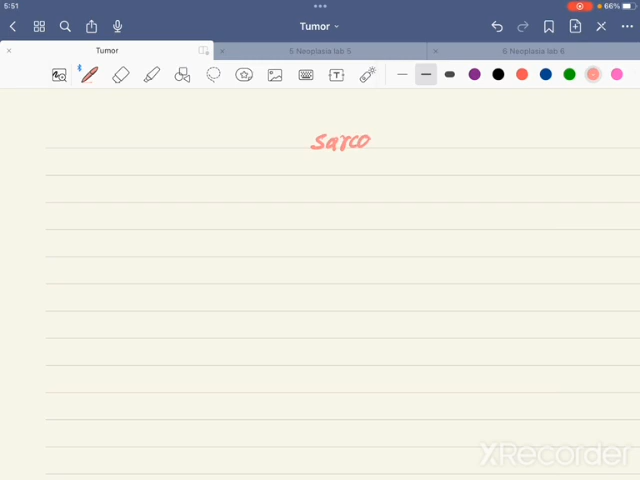 5:51
66%
Tumor
Tumor
5 Neoplasia lab 5
6 Neoplasia lab 6
T
sarco
XRecorder